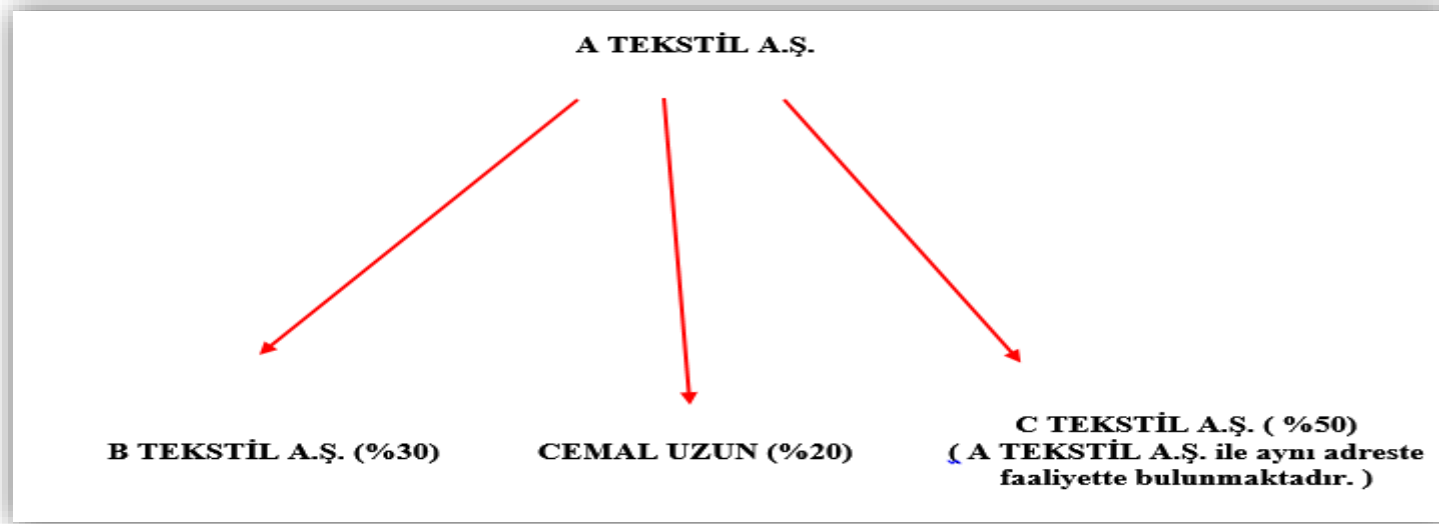 A TEKSTİL A.Ş.
B TEKSTİL A.Ş. (%30)
CEMAL UZUN (%20)
C TEKSTİL A.Ş. ( %50)
( A TEKSTİL A.Ş. ile aynı adreste
faaliyette bulunmaktadır. )